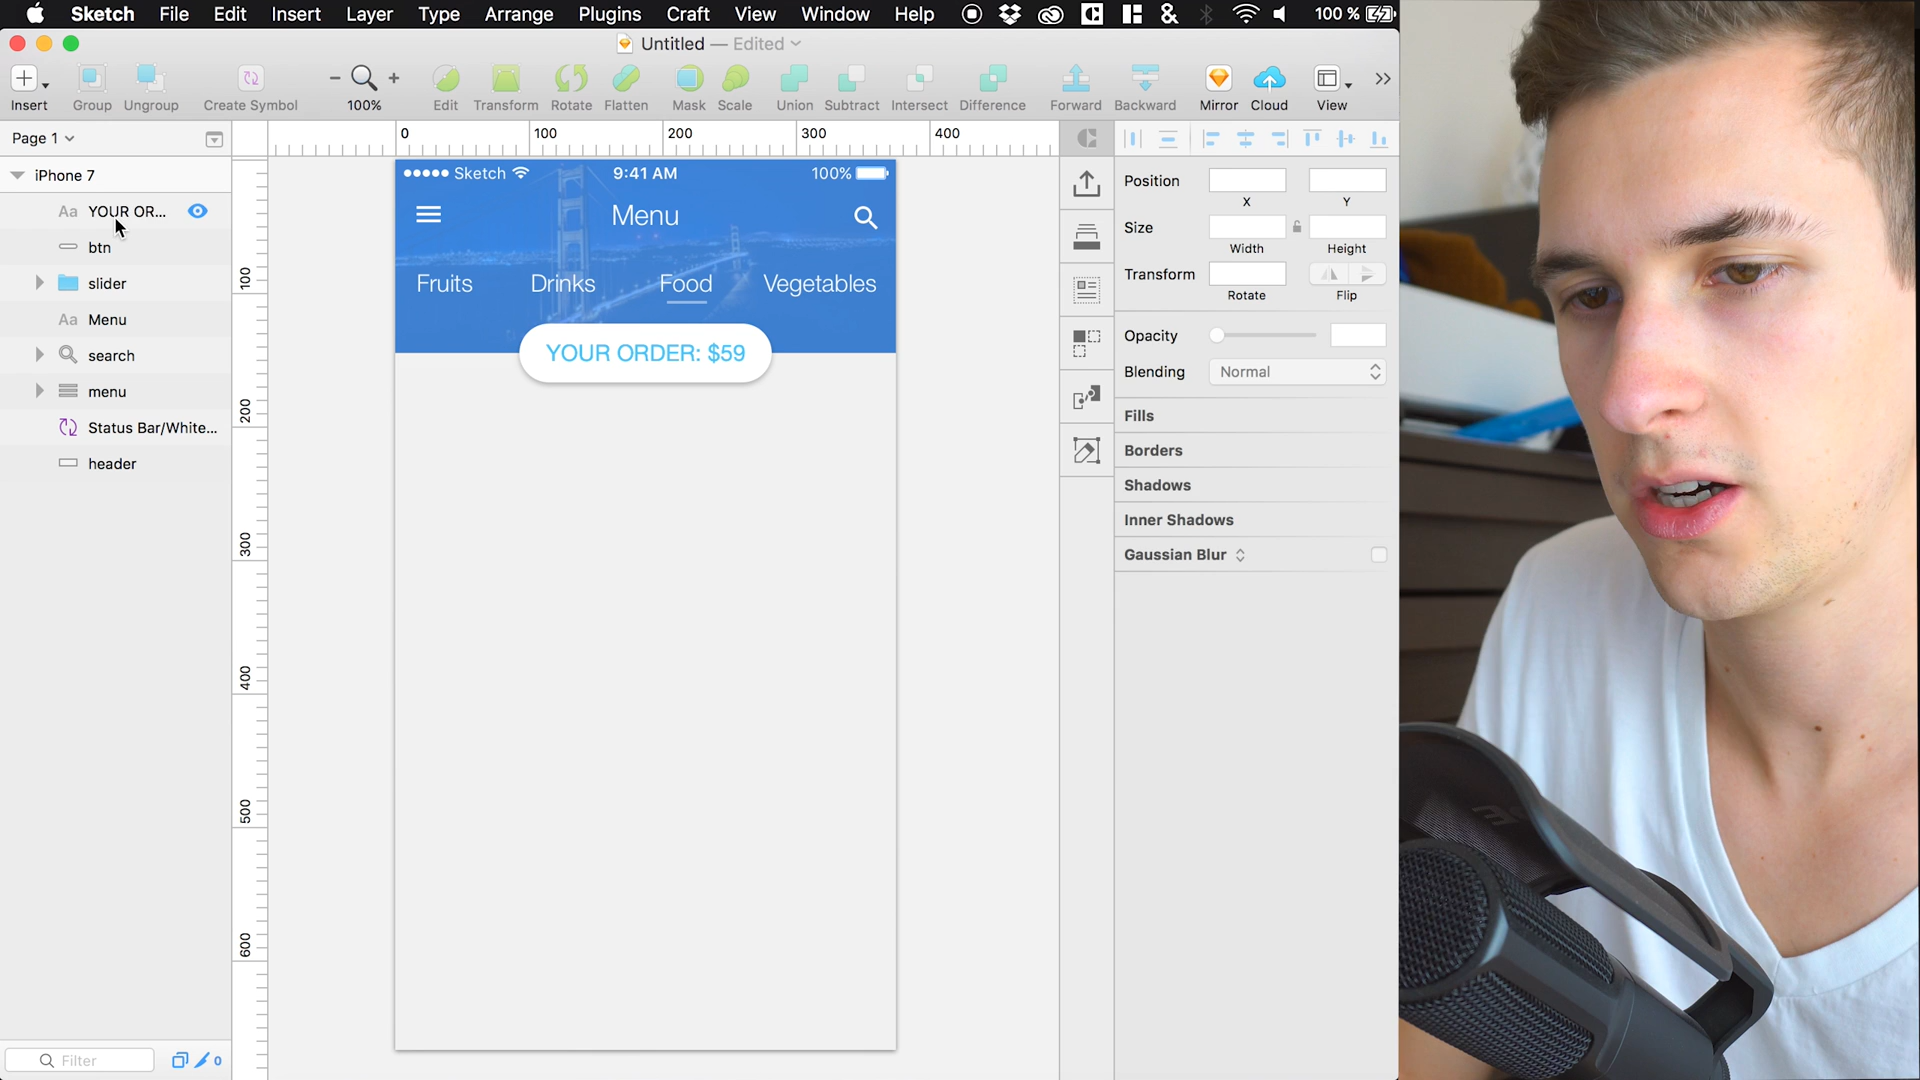 Sketch File Edit Insert Layer Type Arrange Plugins Craft View Window Help 100 %
Untitled — Edited
Insert Group Ungroup Create Symbol 100% Edit Transform Rotate Flatten Mask Scale Union Subtract Intersect Difference Forward Backward Mirror Cloud View
Page 1
0 100 200 300 400
iPhone 7
Aa YOUR OR...
btn
slider
Aa Menu
search
menu
Status Bar/White...
header
Filter
0
100
200
300
400
500
600
Sketch 9:41 AM 100%
Menu
Fruits Drinks Food Vegetables
YOUR ORDER: $59
Position
X Y
Size
Width Height
Transform
Rotate Flip
Opacity
Blending Normal
Fills
Borders
Shadows
Inner Shadows
Gaussian Blur